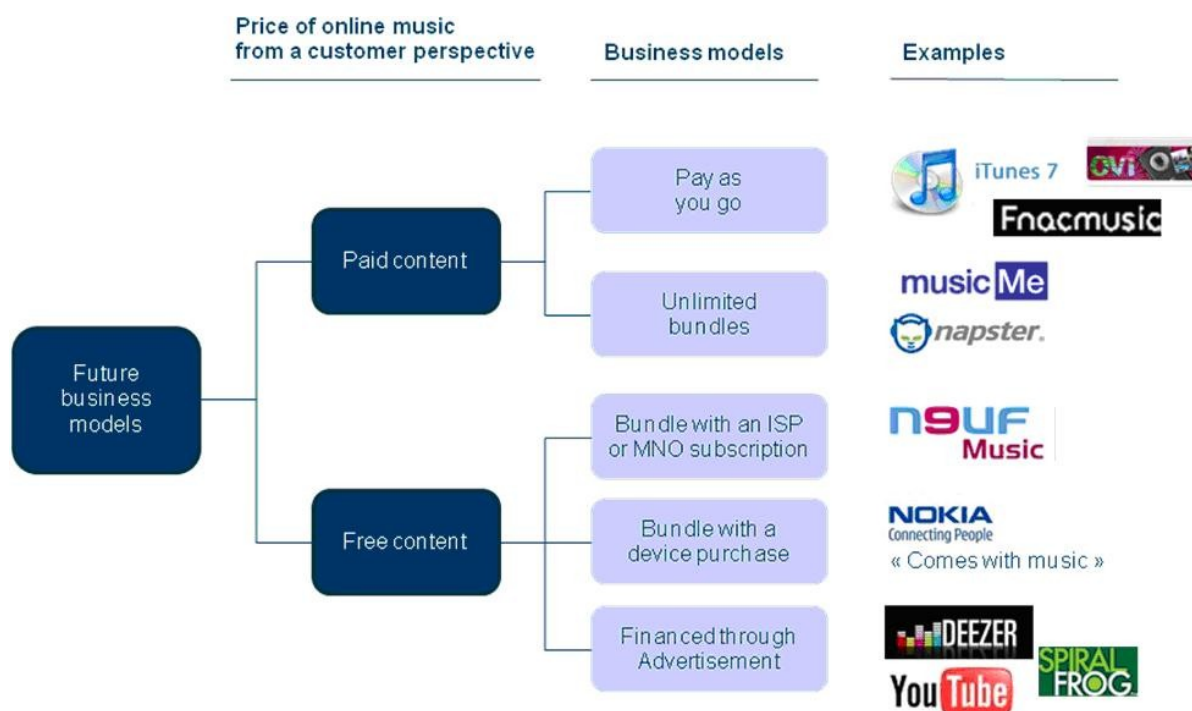 Price of online music
from a customer perspective
Business models
Examples
Future
business
models
Paid content
Free content
Pay as
you go
Unlimited
bundles
Bundle with an ISP
or MNO subscription
Bundle with a
device purchase
Financed through
Advertisement
iTunes 7
ovi
Fnacmusic
musicMe
napster.
n9uf
Music
NOKIA
Connecting People
« Comes with music »
DEEZER
SPIRAL
FROG
YouTube